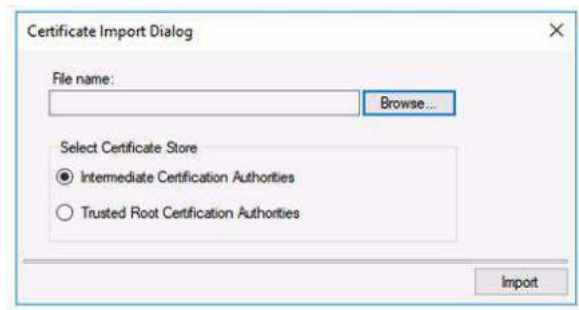 Certificate Import Dialog
File name:
Browse...
Select Certificate Store
Intermediate Certification Authorities
Trusted Root Certification Authorities
Import